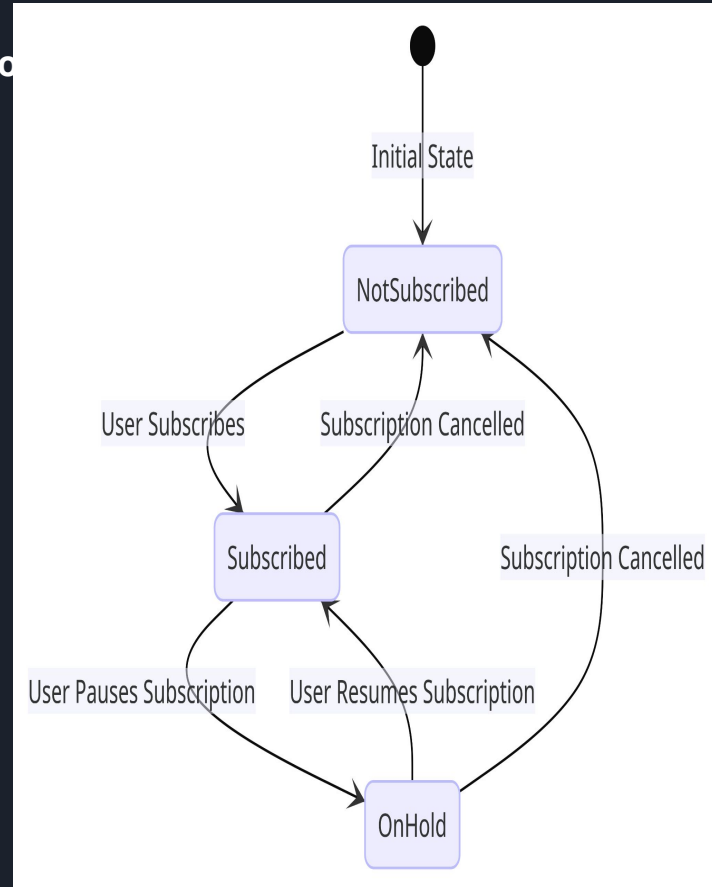 Initial State
NotSubscribed
User Subscribes
Subscription Cancelled
Subscribed
Subscription Cancelled
User Pauses Subscription
User Resumes Subscription
OnHold